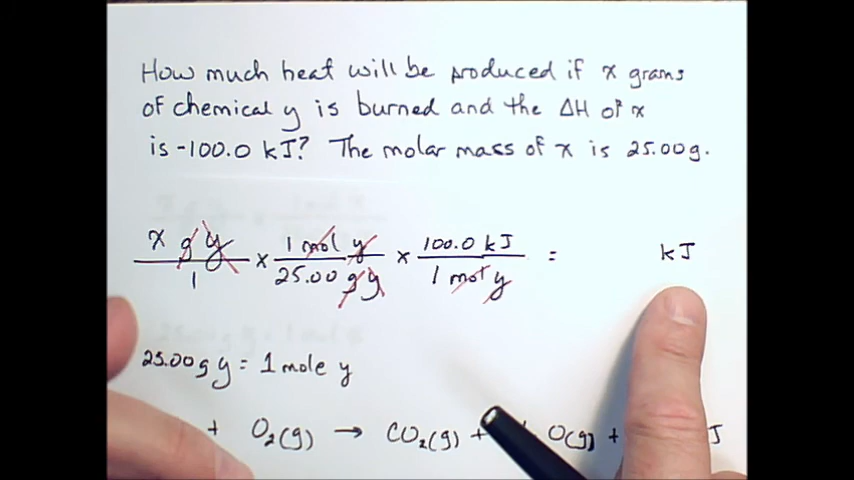 How much heat will be produced if x grams
of chemical y is burned and the ΔH of x
is -100.0 kJ? The molar mass of x is 25.00g.
x g y / 1 × 1 mol y / 25.00 g y × 100.0 kJ / 1 mol y = kJ
25.00g y = 1 mole y
+ O₂(g) → CO₂(g) + O(g) + J